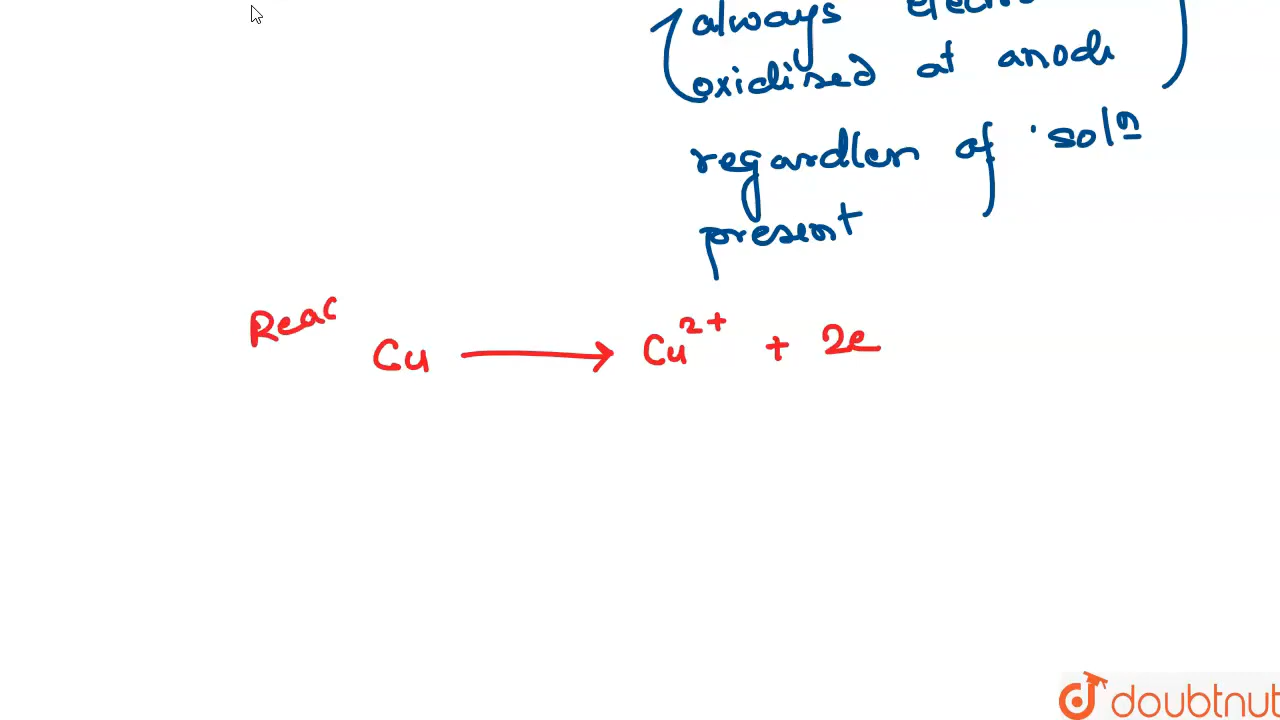 always
oxidised at anode
regardless of soln
present
Reac
Cu ⟶ Cu²⁺ + 2e
doubtnut